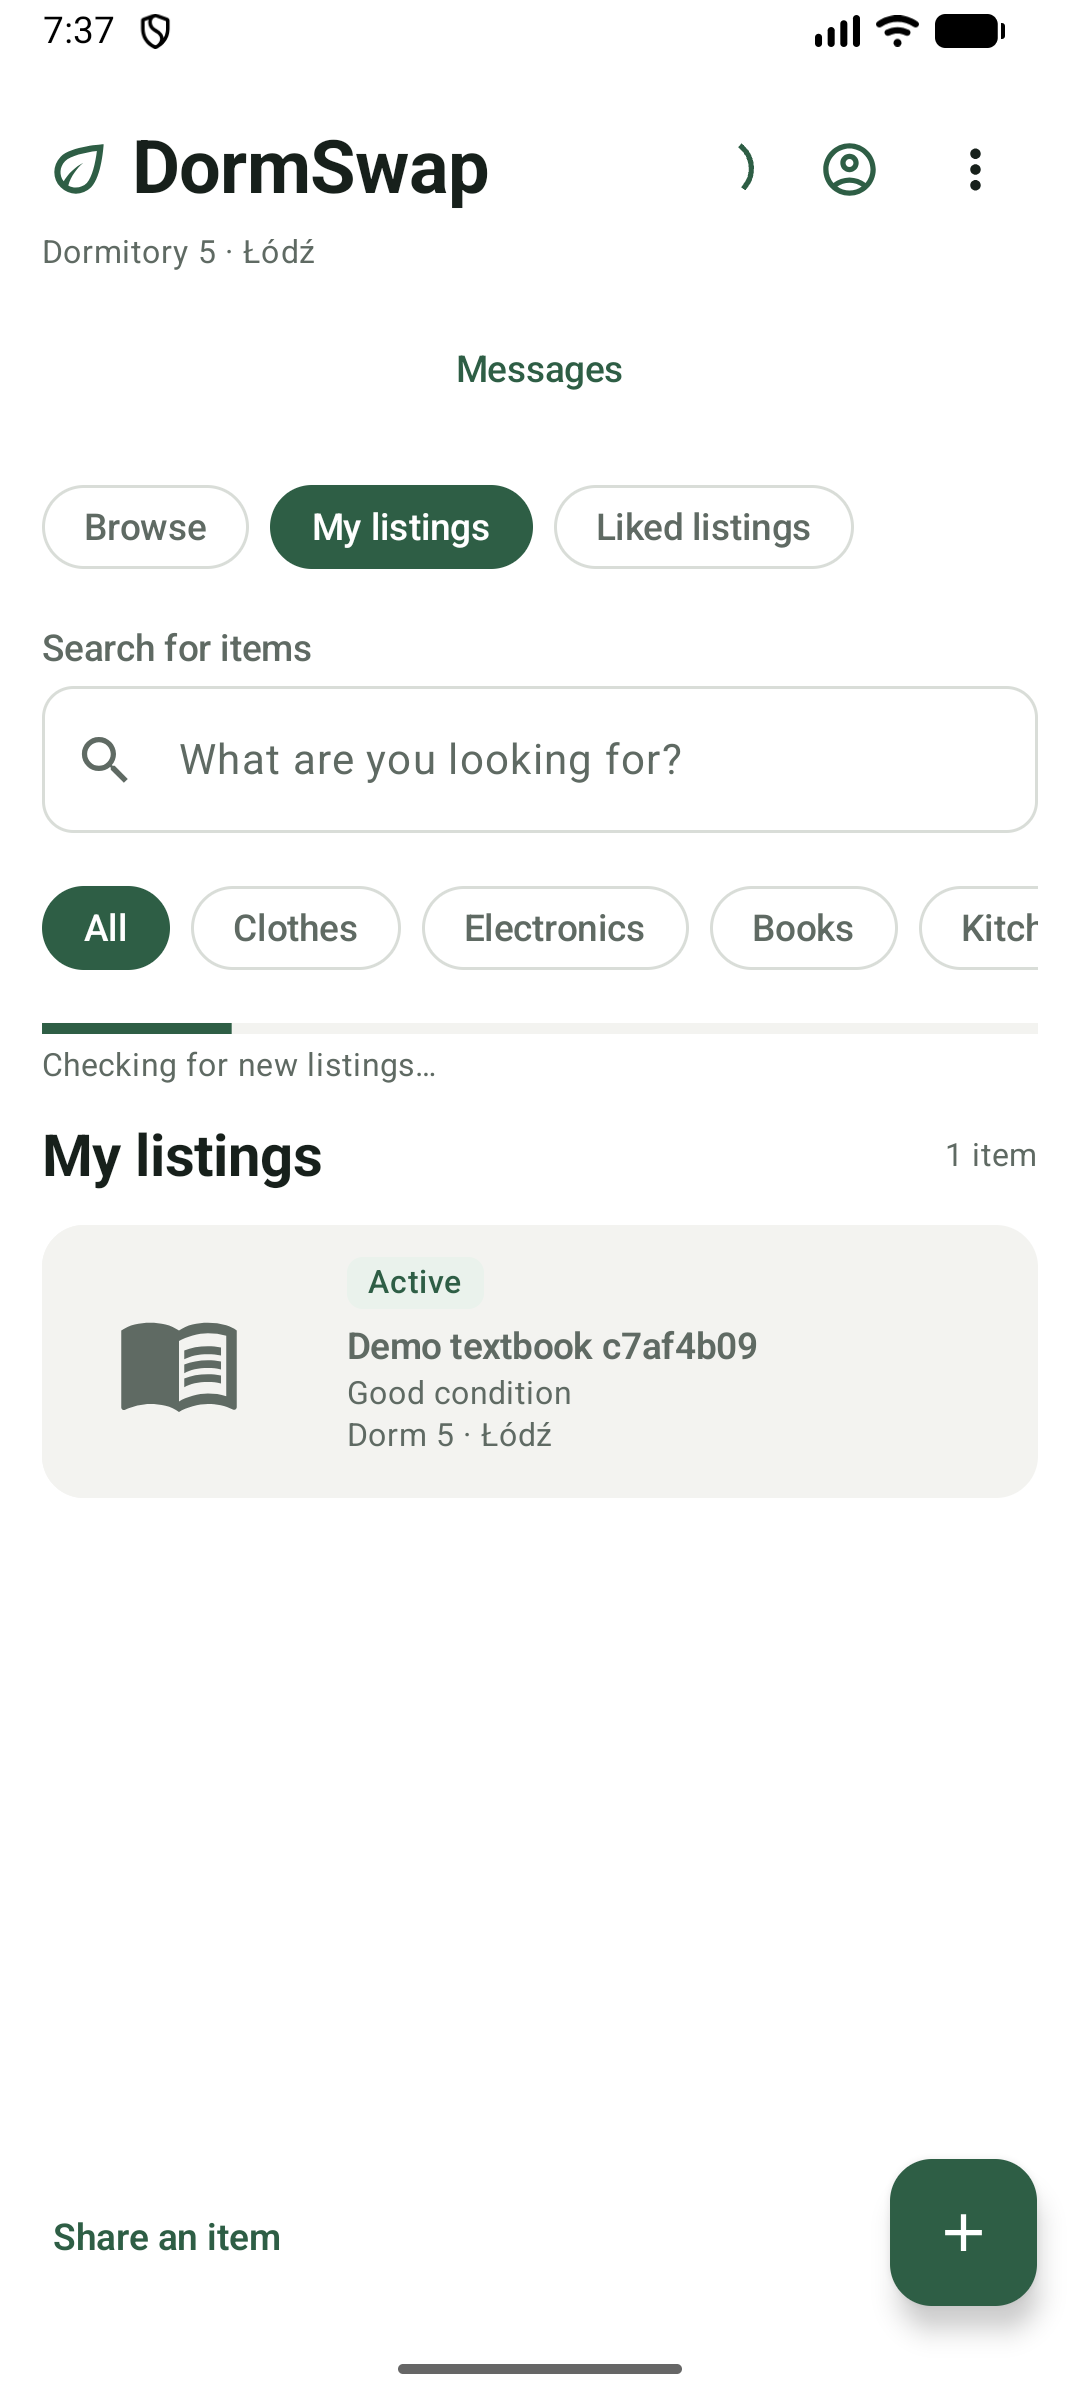 7:37
DormSwap
Dormitory 5 · Łódź
Messages
Browse
My listings
Liked listings
Search for items
What are you looking for?
All
Clothes
Electronics
Books
Kitch
Checking for new listings…
My listings
1 item
Active
Demo textbook c7af4b09
Good condition
Dorm 5 · Łódź
Share an item